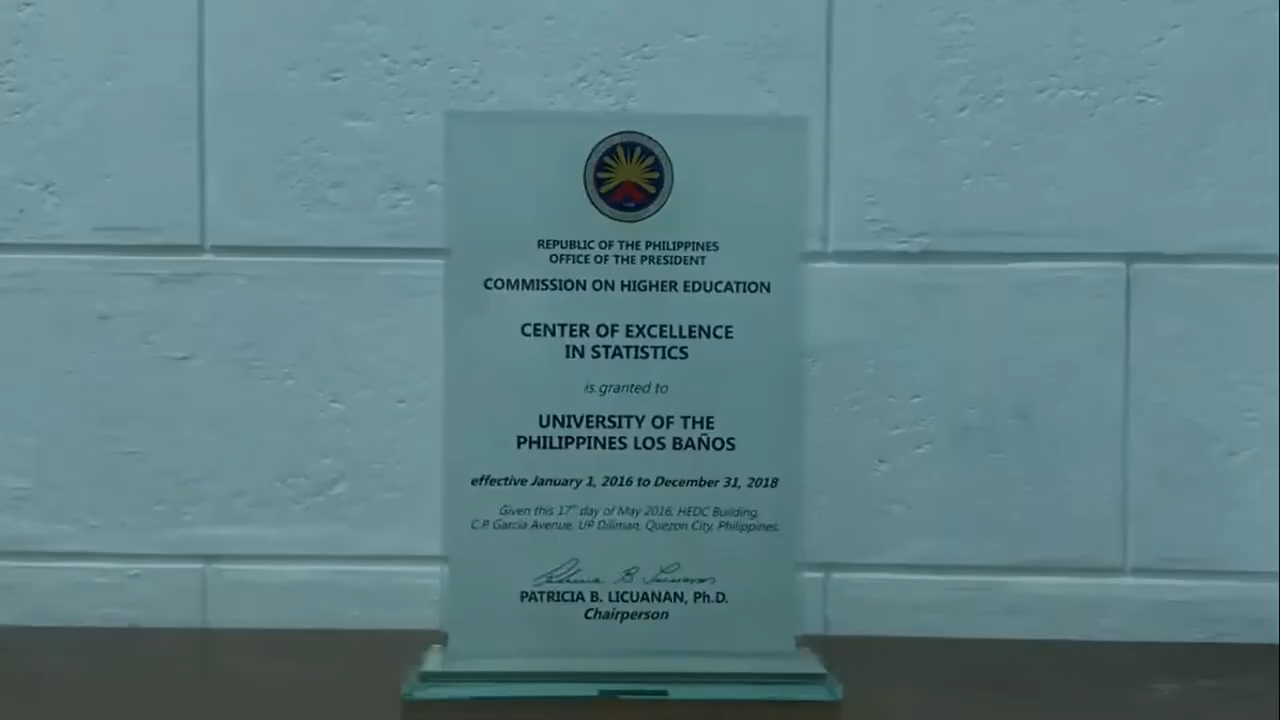 REPUBLIC OF THE PHILIPPINES
OFFICE OF THE PRESIDENT
COMMISSION ON HIGHER EDUCATION
CENTER OF EXCELLENCE
IN STATISTICS
is granted to
UNIVERSITY OF THE
PHILIPPINES LOS BAÑOS
effective January 1, 2016 to December 31, 2018
Given this 17th day of May 2016, HEDC Building,
C.P. Garcia Avenue, UP Diliman, Quezon City, Philippines.
Patricia B. Licuanan
PATRICIA B. LICUANAN, Ph.D.
Chairperson